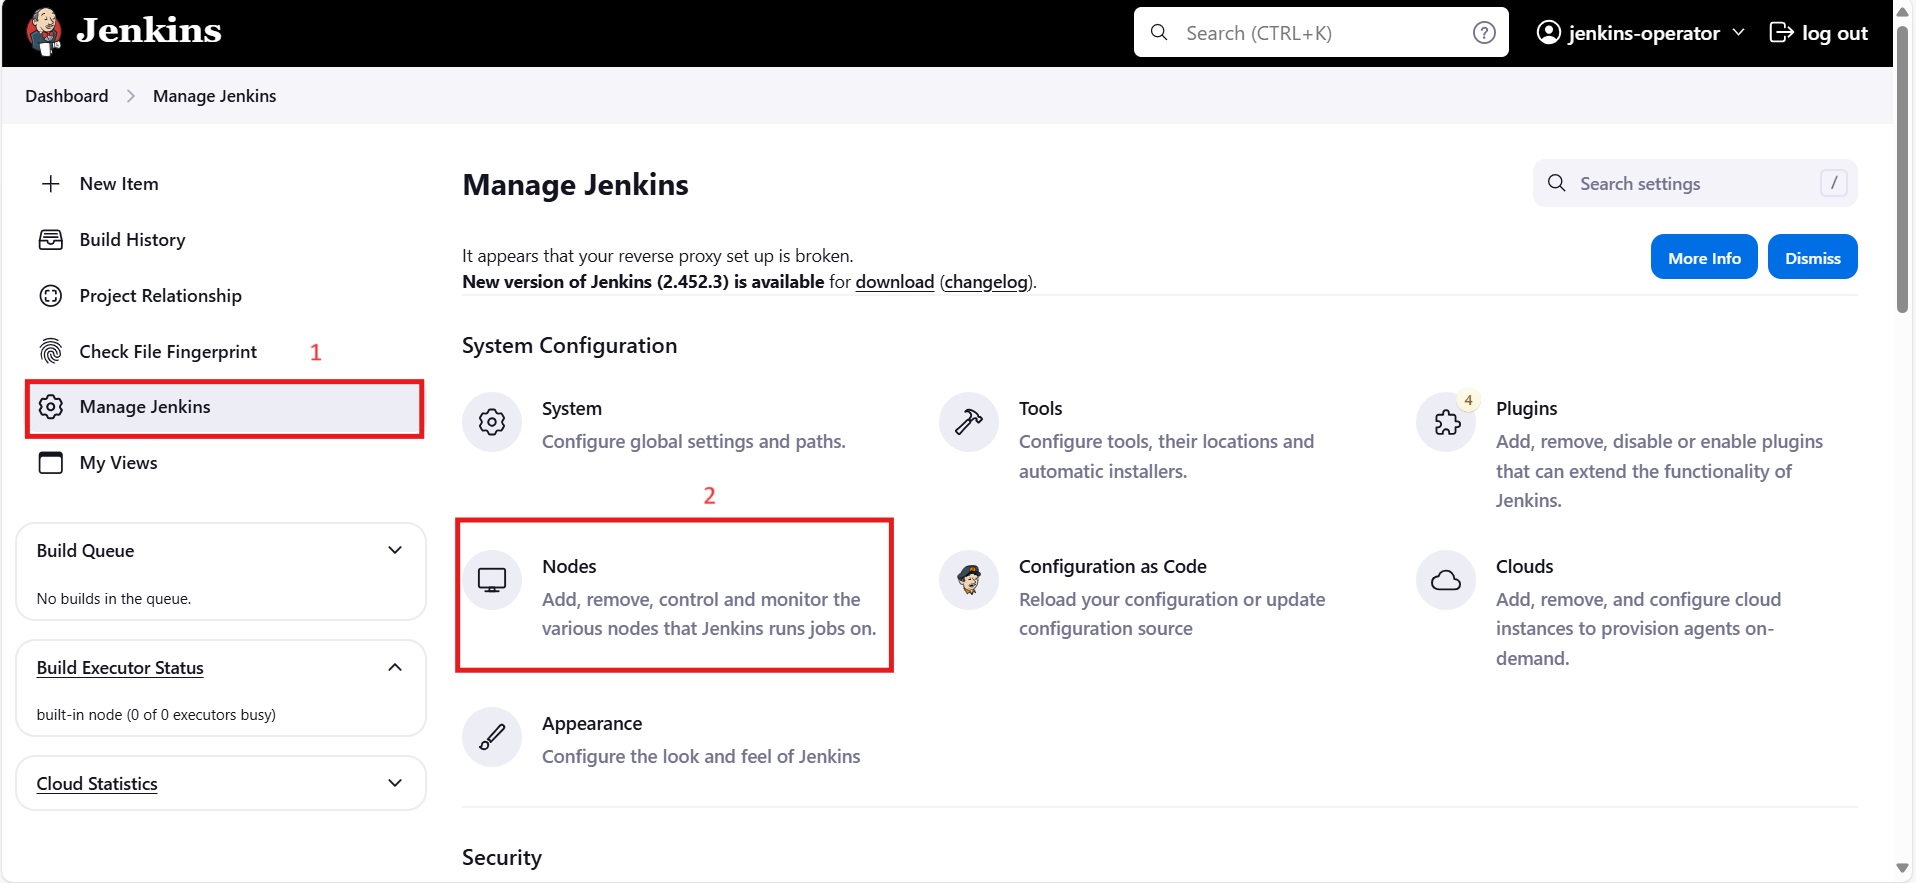 Jenkins
Search (CTRL+K)
?
jenkins-operator
log out
Dashboard
Manage Jenkins
New Item
Build History
Project Relationship
Check File Fingerprint
1
Manage Jenkins
My Views
Build Queue
No builds in the queue.
Build Executor Status
built-in node (0 of 0 executors busy)
Cloud Statistics
Manage Jenkins
Search settings
/
It appears that your reverse proxy set up is broken.
New version of Jenkins (2.452.3) is available for download (changelog).
More Info
Dismiss
System Configuration
System
Configure global settings and paths.
Tools
Configure tools, their locations and
automatic installers.
4
Plugins
Add, remove, disable or enable plugins
that can extend the functionality of
Jenkins.
2
Nodes
Add, remove, control and monitor the
various nodes that Jenkins runs jobs on.
Configuration as Code
Reload your configuration or update
configuration source
Clouds
Add, remove, and configure cloud
instances to provision agents on-
demand.
Appearance
Configure the look and feel of Jenkins
Security